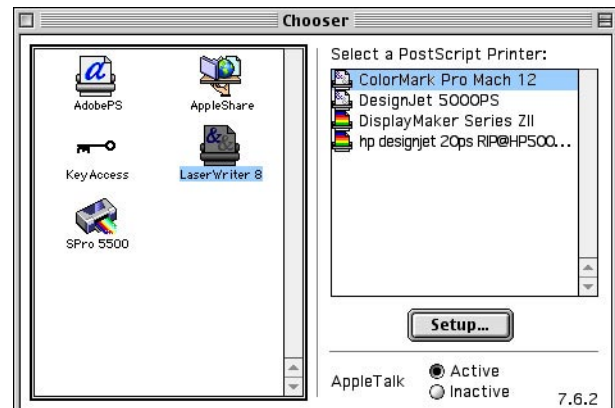 Chooser
AdobePS
AppleShare
KeyAccess
LaserWriter 8
SPro 5500
Select a PostScript Printer:
ColorMark Pro Mach 12
DesignJet 5000PS
DisplayMaker Series ZII
hp designjet 20ps RIP@HP500...
Setup...
AppleTalk
Active
Inactive
7.6.2